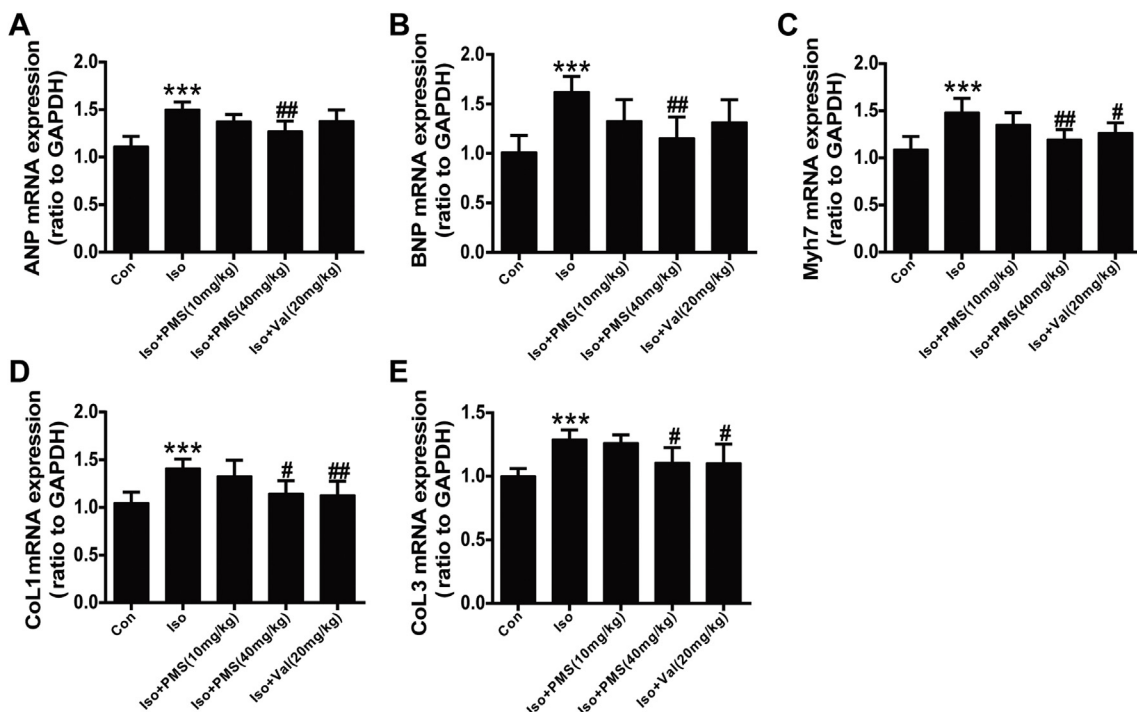 A
ANP mRNA expression
(ratio to GAPDH)
2.0
1.5
1.0
0.5
0.0
***
##
Con
Iso
Iso+PMS(10mg/kg)
Iso+PMS(40mg/kg)
Iso+Val(20mg/kg)
B
BNP mRNA expression
(ratio to GAPDH)
2.0
1.5
1.0
0.5
0.0
***
##
Con
Iso
Iso+PMS(10mg/kg)
Iso+PMS(40mg/kg)
Iso+Val(20mg/kg)
C
Myh7 mRNA expression
(ratio to GAPDH)
2.0
1.5
1.0
0.5
0.0
***
##
#
Con
Iso
Iso+PMS(10mg/kg)
Iso+PMS(40mg/kg)
Iso+Val(20mg/kg)
D
CoL1mRNA expression
(ratio to GAPDH)
2.0
1.5
1.0
0.5
0.0
***
#
##
Con
Iso
Iso+PMS(10mg/kg)
Iso+PMS(40mg/kg)
Iso+Val(20mg/kg)
E
CoL3 mRNA expression
(ratio to GAPDH)
1.5
1.0
0.5
0.0
***
#
#
Con
Iso
Iso+PMS(10mg/kg)
Iso+PMS(40mg/kg)
Iso+Val(20mg/kg)